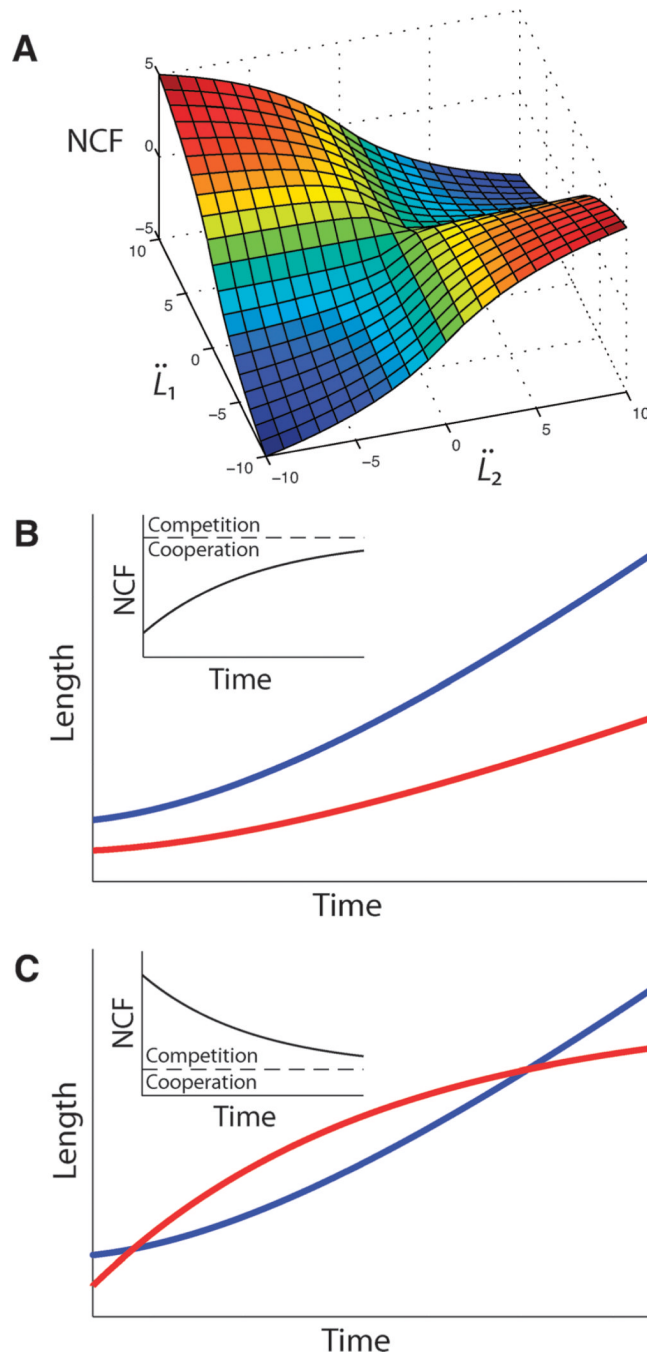 A
NCF
5
0
−5
10
5
0
−5
−10
L̈1
−10
−5
0
5
10
L̈2
B
Competition
Cooperation
NCF
Time
Length
Time
C
NCF
Competition
Cooperation
Time
Length
Time